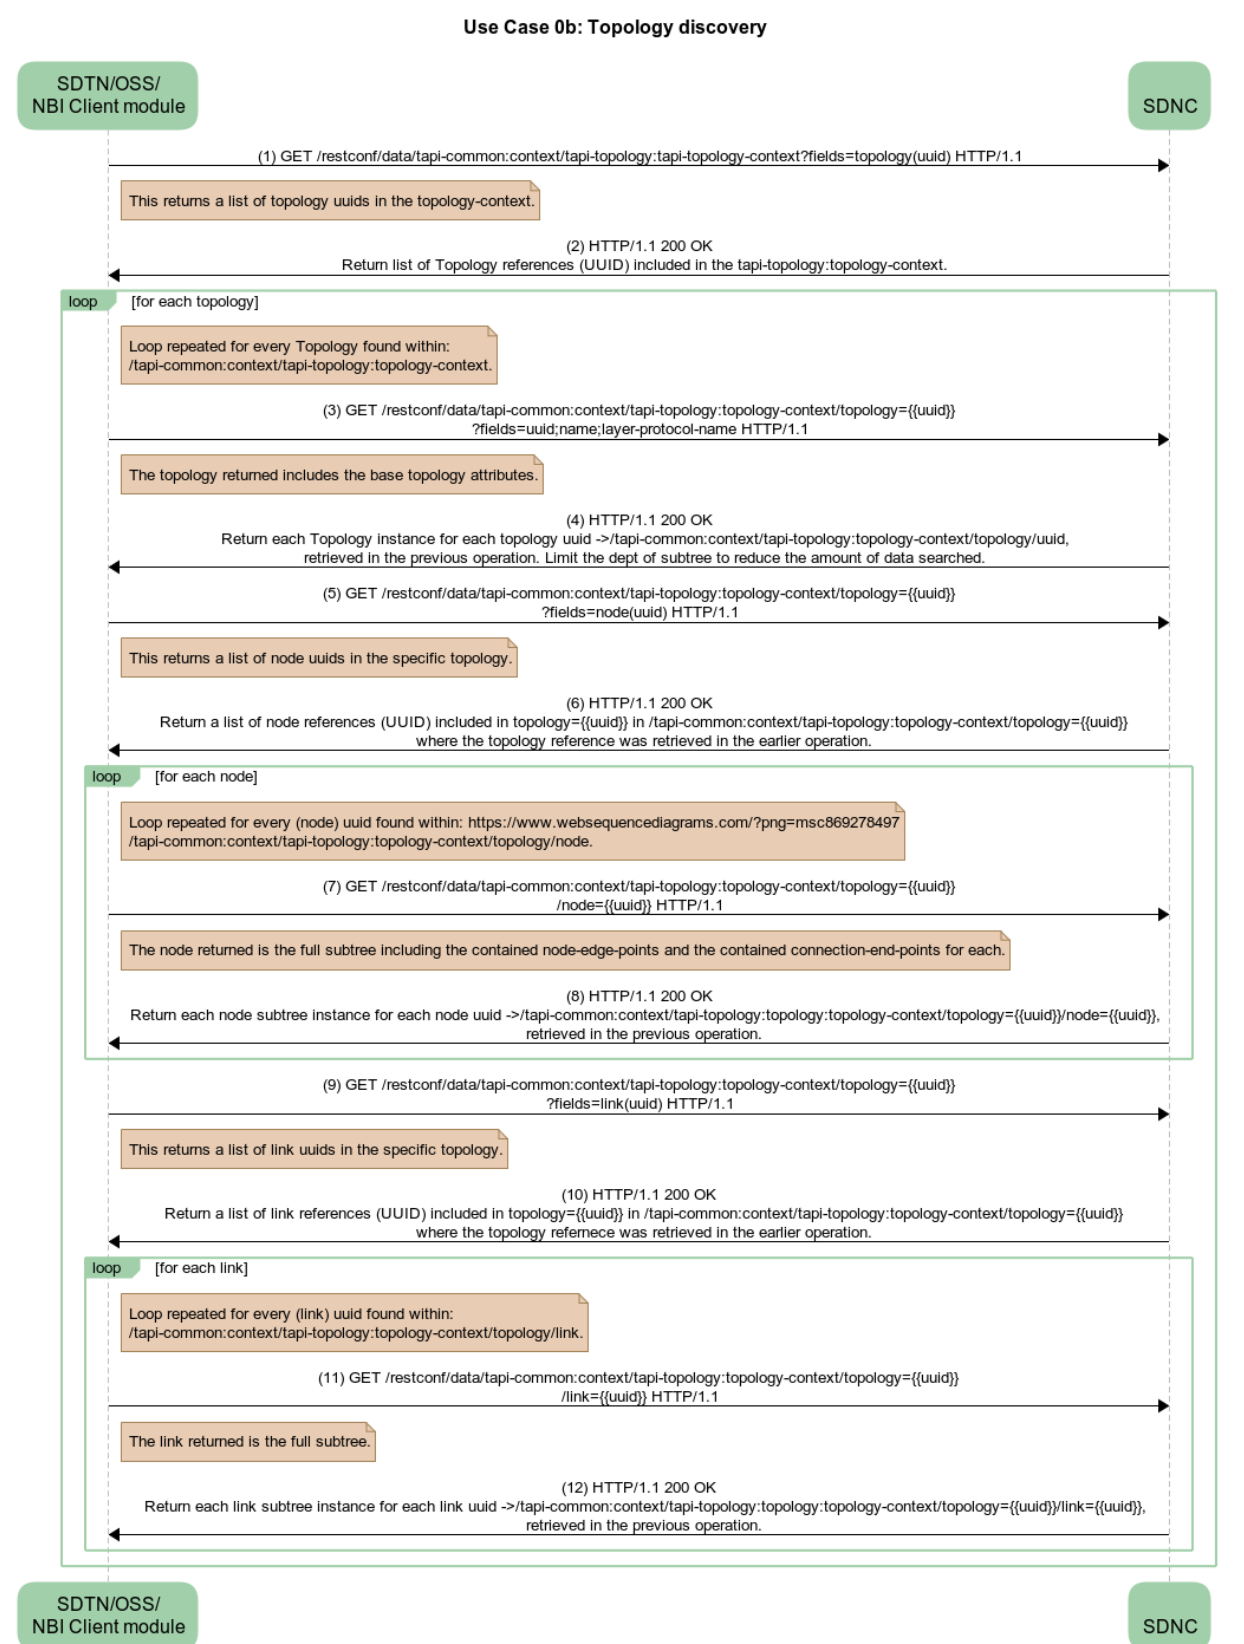 Use Case 0b: Topology discovery
SDTN/OSS/
NBI Client module
SDNC
(1) GET /restconf/data/tapi-common:context/tapi-topology:tapi-topology-context?fields=topology(uuid) HTTP/1.1
This returns a list of topology uuids in the topology-context.
(2) HTTP/1.1 200 OK
Return list of Topology references (UUID) included in the tapi-topology:topology-context.
loop [for each topology]
Loop repeated for every Topology found within:
/tapi-common:context/tapi-topology:topology-context.
(3) GET /restconf/data/tapi-common:context/tapi-topology:topology-context/topology={{uuid}}
?fields=uuid;name;layer-protocol-name HTTP/1.1
The topology returned includes the base topology attributes.
(4) HTTP/1.1 200 OK
Return each Topology instance for each topology uuid ->/tapi-common:context/tapi-topology:topology-context/topology/uuid,
retrieved in the previous operation. Limit the dept of subtree to reduce the amount of data searched.
(5) GET /restconf/data/tapi-common:context/tapi-topology:topology-context/topology={{uuid}}
?fields=node(uuid) HTTP/1.1
This returns a list of node uuids in the specific topology.
(6) HTTP/1.1 200 OK
Return a list of node references (UUID) included in topology={{uuid}} in /tapi-common:context/tapi-topology:topology-context/topology={{uuid}}
where the topology reference was retrieved in the earlier operation.
loop [for each node]
Loop repeated for every (node) uuid found within: https://www.websequencediagrams.com/?png=msc869278497
/tapi-common:context/tapi-topology:topology-context/topology/node.
(7) GET /restconf/data/tapi-common:context/tapi-topology:topology-context/topology={{uuid}}
/node={{uuid}} HTTP/1.1
The node returned is the full subtree including the contained node-edge-points and the contained connection-end-points for each.
(8) HTTP/1.1 200 OK
Return each node subtree instance for each node uuid ->/tapi-common:context/tapi-topology:topology:topology-context/topology={{uuid}}/node={{uuid}},
retrieved in the previous operation.
(9) GET /restconf/data/tapi-common:context/tapi-topology:topology-context/topology={{uuid}}
?fields=link(uuid) HTTP/1.1
This returns a list of link uuids in the specific topology.
(10) HTTP/1.1 200 OK
Return a list of link references (UUID) included in topology={{uuid}} in /tapi-common:context/tapi-topology:topology-context/topology={{uuid}}
where the topology refernece was retrieved in the earlier operation.
loop [for each link]
Loop repeated for every (link) uuid found within:
/tapi-common:context/tapi-topology:topology-context/topology/link.
(11) GET /restconf/data/tapi-common:context/tapi-topology:topology-context/topology={{uuid}}
/link={{uuid}} HTTP/1.1
The link returned is the full subtree.
(12) HTTP/1.1 200 OK
Return each link subtree instance for each link uuid ->/tapi-common:context/tapi-topology:topology:topology-context/topology={{uuid}}/link={{uuid}},
retrieved in the previous operation.
SDTN/OSS/
NBI Client module
SDNC